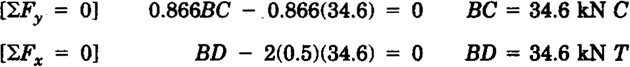 [ΣF_y = 0] 0.866BC − 0.866(34.6) = 0 BC = 34.6 kN C
[ΣF_x = 0] BD − 2(0.5)(34.6) = 0 BD = 34.6 kN T